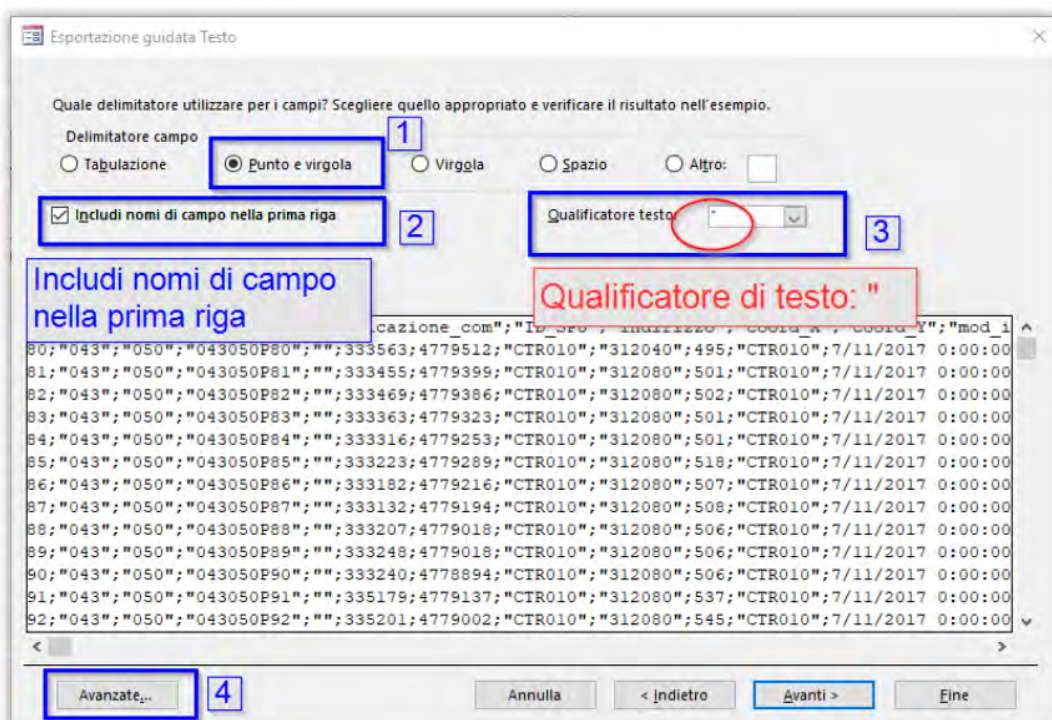 Esportazione guidata Testo
Quale delimitatore utilizzare per i campi? Scegliere quello appropriato e verificare il risultato nell'esempio.
Delimitatore campo
1
Tabulazione
Punto e virgola
Virgola
Spazio
Altro:
Includi nomi di campo nella prima riga
2
Qualificatore testo: "
3
Includi nomi di campo
nella prima riga
Qualificatore di testo: "
icazione_com";"ID_SPU";"indirizzo";"coord_X";"coord_Y";"mod_i
80;"043";"050";"043050P80";"";333563;4779512;"CTR010";"312040";495;"CTR010";7/11/2017 0:00:00
81;"043";"050";"043050P81";"";333455;4779399;"CTR010";"312080";501;"CTR010";7/11/2017 0:00:00
82;"043";"050";"043050P82";"";333469;4779386;"CTR010";"312080";502;"CTR010";7/11/2017 0:00:00
83;"043";"050";"043050P83";"";333363;4779323;"CTR010";"312080";501;"CTR010";7/11/2017 0:00:00
84;"043";"050";"043050P84";"";333316;4779253;"CTR010";"312080";501;"CTR010";7/11/2017 0:00:00
85;"043";"050";"043050P85";"";333223;4779289;"CTR010";"312080";518;"CTR010";7/11/2017 0:00:00
86;"043";"050";"043050P86";"";333182;4779216;"CTR010";"312080";507;"CTR010";7/11/2017 0:00:00
87;"043";"050";"043050P87";"";333132;4779194;"CTR010";"312080";508;"CTR010";7/11/2017 0:00:00
88;"043";"050";"043050P88";"";333207;4779018;"CTR010";"312080";506;"CTR010";7/11/2017 0:00:00
89;"043";"050";"043050P89";"";333248;4779018;"CTR010";"312080";506;"CTR010";7/11/2017 0:00:00
90;"043";"050";"043050P90";"";333240;4778894;"CTR010";"312080";506;"CTR010";7/11/2017 0:00:00
91;"043";"050";"043050P91";"";335179;4779137;"CTR010";"312080";537;"CTR010";7/11/2017 0:00:00
92;"043";"050";"043050P92";"";335201;4779002;"CTR010";"312080";545;"CTR010";7/11/2017 0:00:00
Avanzate...
4
Annulla
< Indietro
Avanti >
Fine